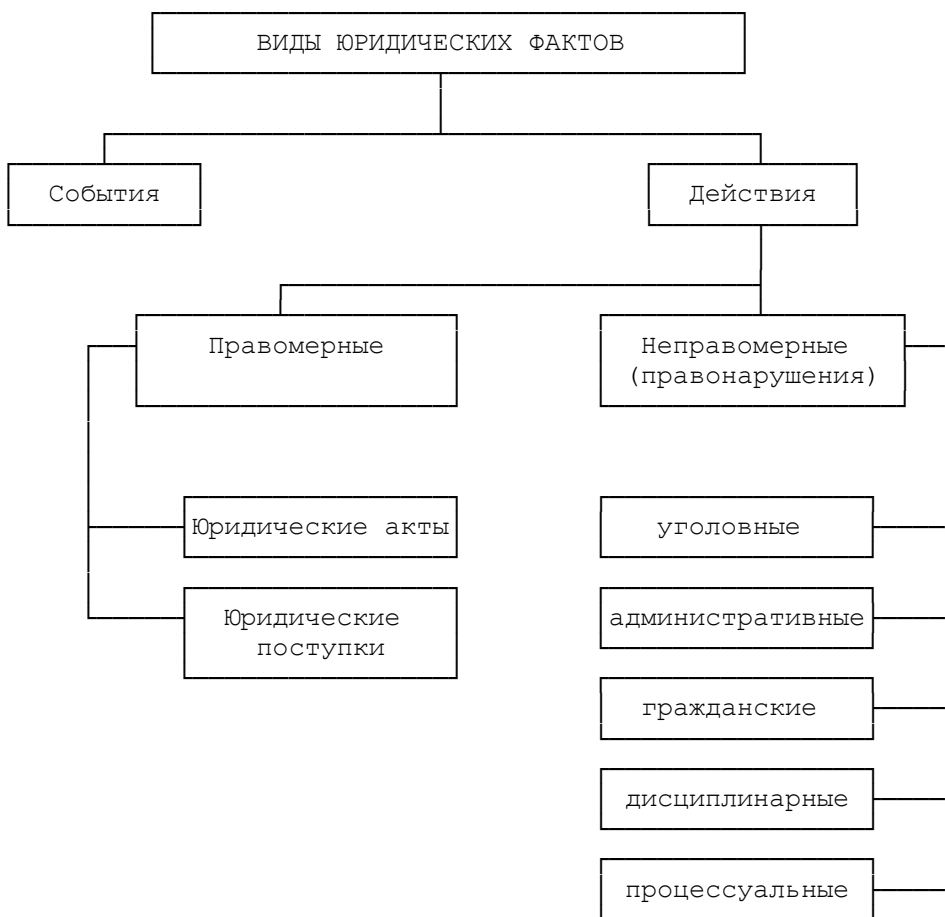 ВИДЫ ЮРИДИЧЕСКИХ ФАКТОВ
События
Действия
Правомерные
Неправомерные
(правонарушения)
Юридические акты
уголовные
Юридические
поступки
административные
гражданские
дисциплинарные
процессуальные